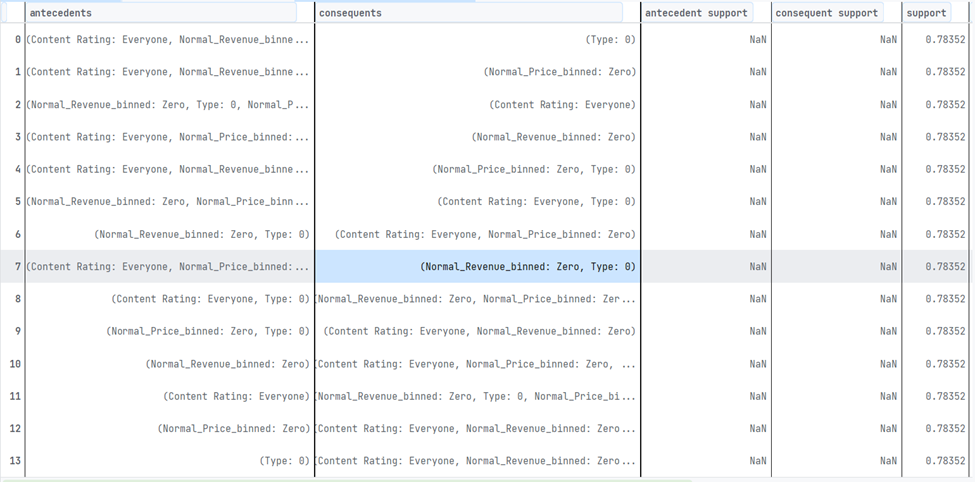 antecedents consequents antecedent support consequent support support
0 (Content Rating: Everyone, Normal_Revenue_binne... (Type: 0) NaN NaN 0.78352
1 (Content Rating: Everyone, Normal_Revenue_binne... (Normal_Price_binned: Zero) NaN NaN 0.78352
2 (Normal_Revenue_binned: Zero, Type: 0, Normal_P... (Content Rating: Everyone) NaN NaN 0.78352
3 (Content Rating: Everyone, Normal_Price_binned:... (Normal_Revenue_binned: Zero) NaN NaN 0.78352
4 (Content Rating: Everyone, Normal_Revenue_binne... (Normal_Price_binned: Zero, Type: 0) NaN NaN 0.78352
5 (Normal_Revenue_binned: Zero, Normal_Price_binn... (Content Rating: Everyone, Type: 0) NaN NaN 0.78352
6 (Normal_Revenue_binned: Zero, Type: 0) (Content Rating: Everyone, Normal_Price_binned: Zero) NaN NaN 0.78352
7 (Content Rating: Everyone, Normal_Price_binned:... (Normal_Revenue_binned: Zero, Type: 0) NaN NaN 0.78352
8 (Content Rating: Everyone, Type: 0) (Normal_Revenue_binned: Zero, Normal_Price_binned: Zer... NaN NaN 0.78352
9 (Normal_Price_binned: Zero, Type: 0) (Content Rating: Everyone, Normal_Revenue_binned: Zero) NaN NaN 0.78352
10 (Normal_Revenue_binned: Zero) (Content Rating: Everyone, Normal_Price_binned: Zero, ... NaN NaN 0.78352
11 (Content Rating: Everyone) (Normal_Revenue_binned: Zero, Type: 0, Normal_Price_bi... NaN NaN 0.78352
12 (Normal_Price_binned: Zero) (Content Rating: Everyone, Normal_Revenue_binned: Zero... NaN NaN 0.78352
13 (Type: 0) (Content Rating: Everyone, Normal_Revenue_binned: Zero... NaN NaN 0.78352